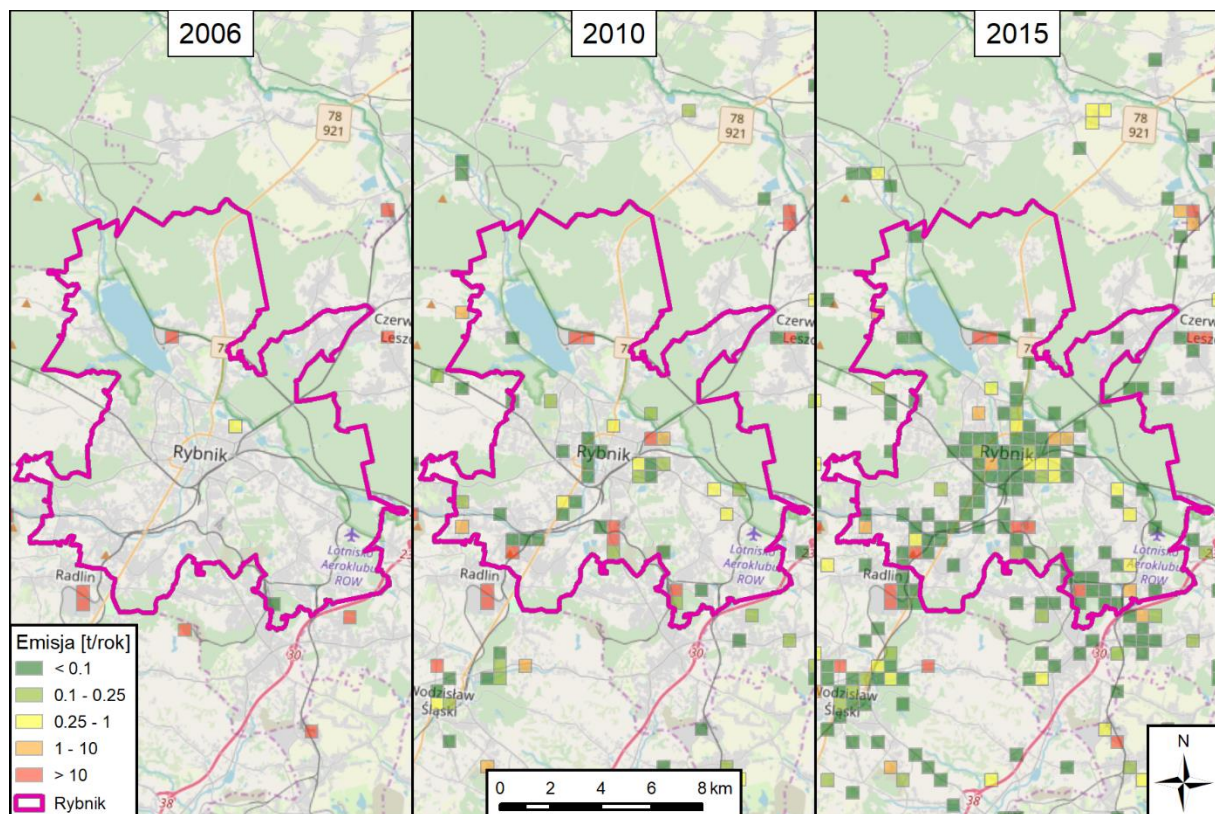 2006
2010
2015
78
921
78
921
Czerw
Leszc
Czerw
Leszc
Czerw
Leszc
7
7
78
Rybnik
Rybnik
Rybnik
Lotnisko
Aeroklubu
ROW
Lotnisko
Aeroklubu
ROW
Lotnisko
Aeroklubu
ROW
Radlin
Radlin
Radlin
30
30
30
Wodzisław
Śląski
Wodzisław
Śląski
38
38
Emisja [t/rok]
< 0.1
0.1 - 0.25
0.25 - 1
1 - 10
> 10
Rybnik
0 2 4 6 8 km
N